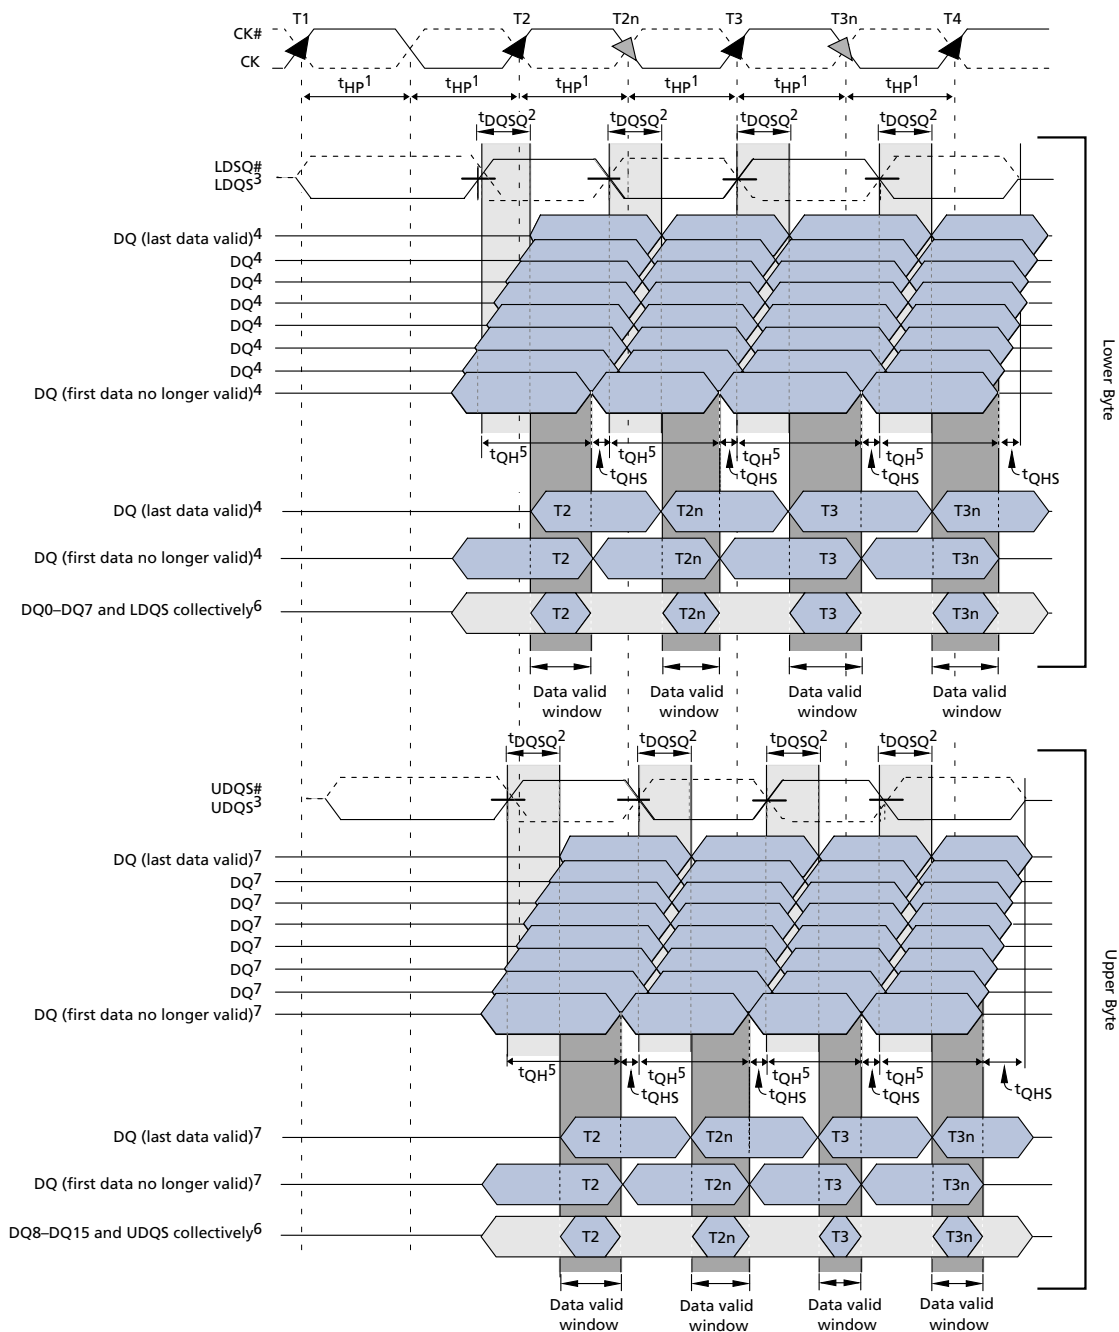 T1 T2 T2n T3 T3n T4
CK#
CK
tHP1 tHP1 tHP1 tHP1 tHP1 tHP1
tDQSQ2 tDQSQ2 tDQSQ2 tDQSQ2
LDSQ#
LDQS3
DQ (last data valid)4
DQ4
DQ4
DQ4
DQ4
DQ4
DQ4
DQ (first data no longer valid)4
tQH5 tQH5 tQH5 tQH5
tQHS tQHS tQHS tQHS
DQ (last data valid)4 T2 T2n T3 T3n
DQ (first data no longer valid)4 T2 T2n T3 T3n
DQ0–DQ7 and LDQS collectively6 T2 T2n T3 T3n
Data valid window Data valid window Data valid window Data valid window
Lower Byte
tDQSQ2 tDQSQ2 tDQSQ2 tDQSQ2
UDQS#
UDQS3
DQ (last data valid)7
DQ7
DQ7
DQ7
DQ7
DQ7
DQ7
DQ (first data no longer valid)7
tQH5 tQH5 tQH5 tQH5
tQHS tQHS tQHS tQHS
DQ (last data valid)7 T2 T2n T3 T3n
DQ (first data no longer valid)7 T2 T2n T3 T3n
DQ8–DQ15 and UDQS collectively6 T2 T2n T3 T3n
Data valid window Data valid window Data valid window Data valid window
Upper Byte